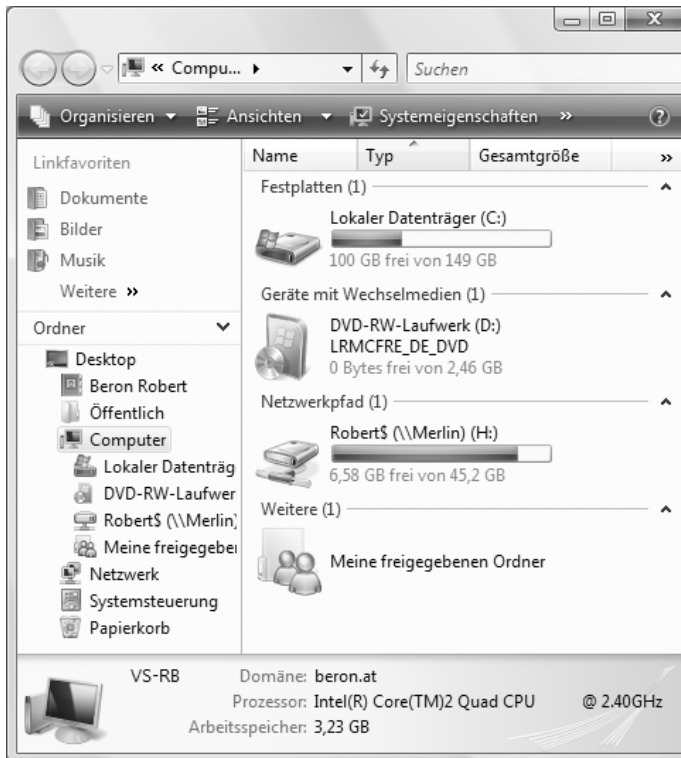 « Compu...
Suchen
Organisieren Ansichten Systemeigenschaften » ?
Linkfavoriten
Dokumente
Bilder
Musik
Weitere »
Ordner
Desktop
Beron Robert
Öffentlich
Computer
Lokaler Datenträg
DVD-RW-Laufwer
Robert$ (\\Merlin)
Meine freigegeben
Netzwerk
Systemsteuerung
Papierkorb
Name Typ Gesamtgröße »
Festplatten (1)
Lokaler Datenträger (C:)
100 GB frei von 149 GB
Geräte mit Wechselmedien (1)
DVD-RW-Laufwerk (D:)
LRMCFRE_DE_DVD
0 Bytes frei von 2,46 GB
Netzwerkpfad (1)
Robert$ (\\Merlin) (H:)
6,58 GB frei von 45,2 GB
Weitere (1)
Meine freigegebenen Ordner
VS-RB Domäne: beron.at
Prozessor: Intel(R) Core(TM)2 Quad CPU @ 2.40GHz
Arbeitsspeicher: 3,23 GB